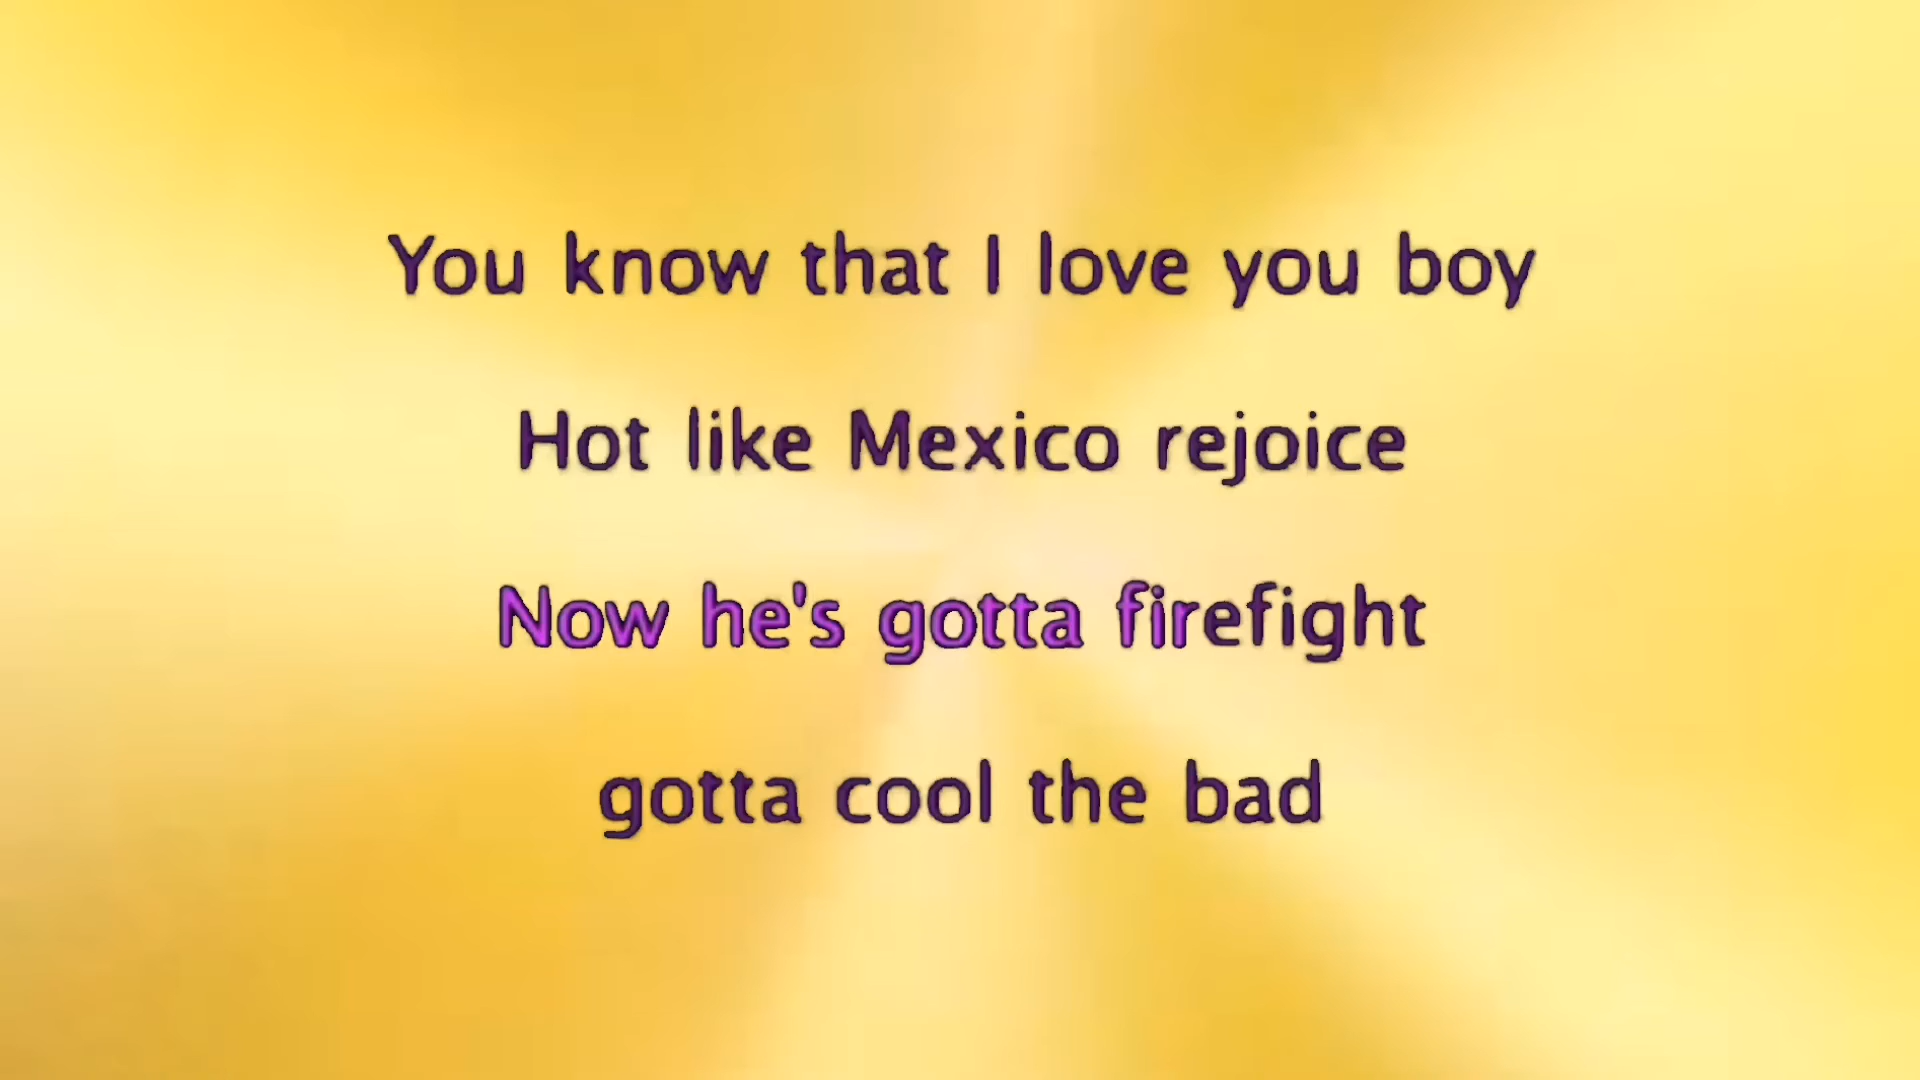 You know that I love you boy
Hot like Mexico rejoice
Now he's gotta firefight
gotta cool the bad